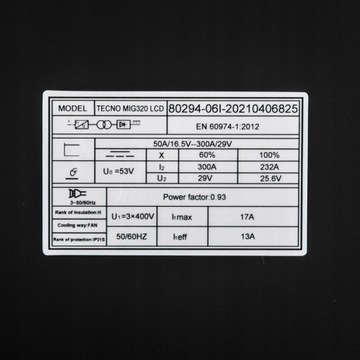 MODEL TECNO MIG320 LCD 80294-06I-20210406825
EN 60974-1:2012
50A/16.5V--300A/29V
X 60% 100%
U₀=53V I₂ 300A 232A
U₂ 29V 25.6V
3~50/60Hz Power factor:0.93
Rank of insulation:H U₁=3×400V I₁max 17A
Cooling way:FAN
Rank of protection:IP21S 50/60HZ I₁eff 13A